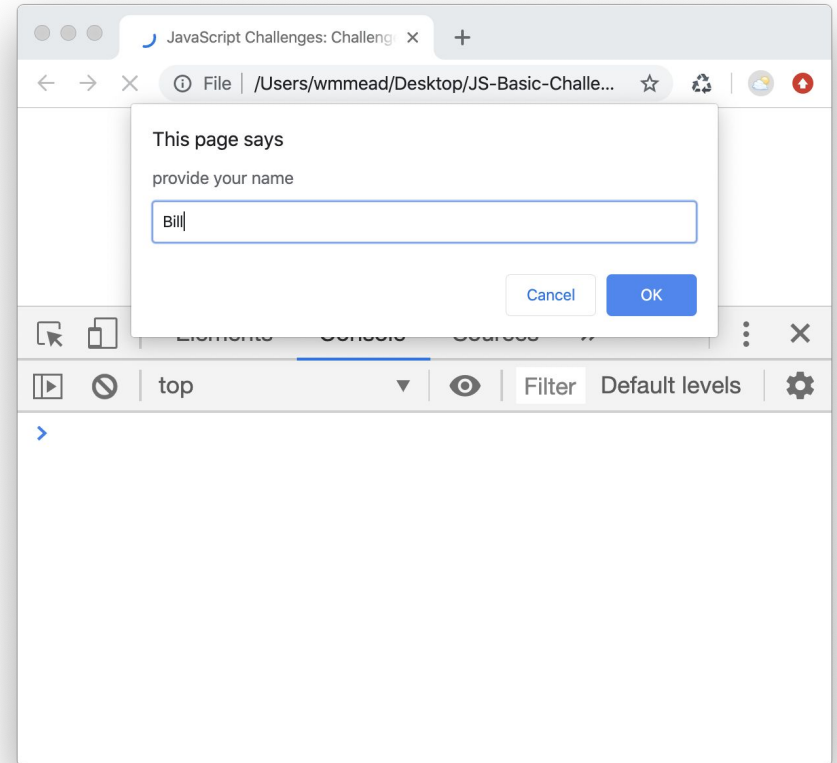 JavaScript Challenges: Challeng
File /Users/wmmead/Desktop/JS-Basic-Challe...
This page says
provide your name
Bill
Cancel OK
Elements Console Sources »
top Filter Default levels